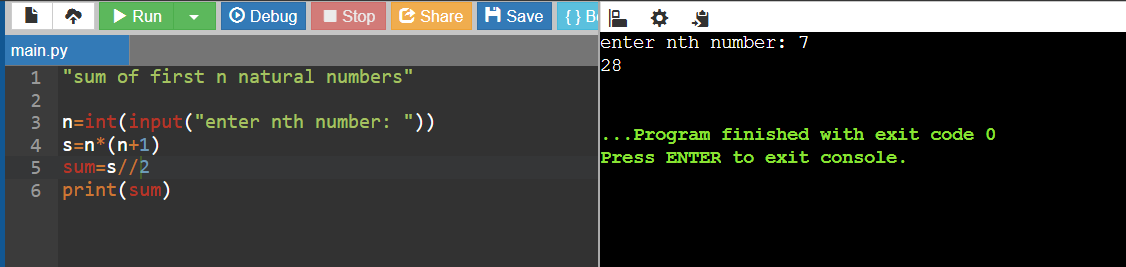 Run Debug Stop Share Save { } Be
main.py
1 "sum of first n natural numbers"
2
3 n=int(input("enter nth number: "))
4 s=n*(n+1)
5 sum=s//2
6 print(sum)
enter nth number: 7
28
...Program finished with exit code 0
Press ENTER to exit console.